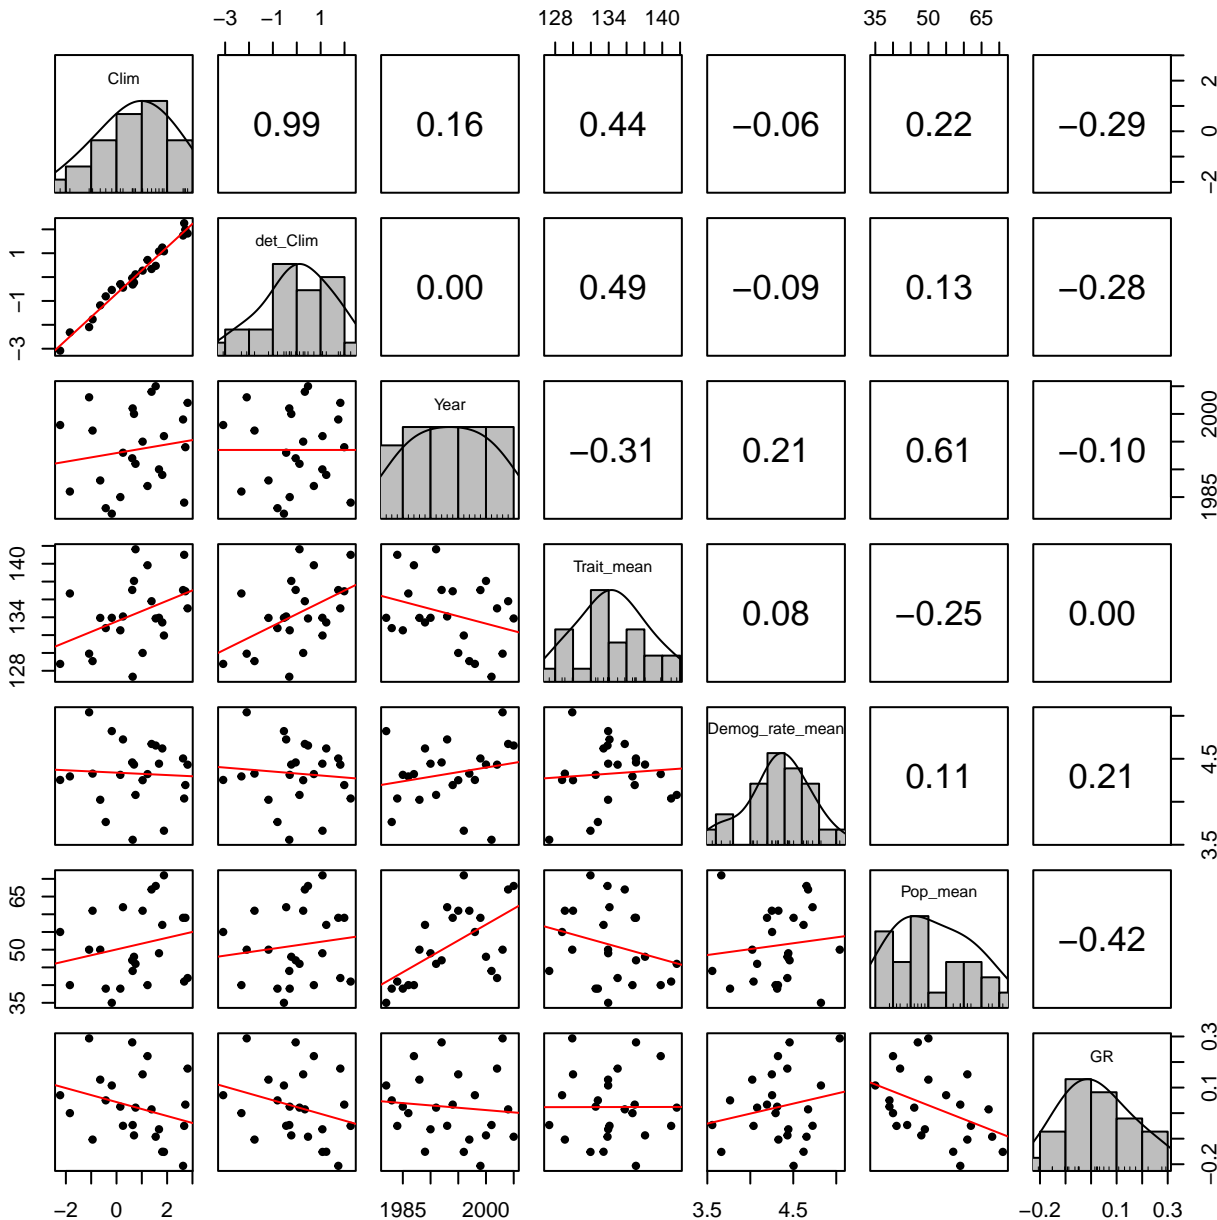 −3 −1 1 128 134 140 35 50 65
Clim
0.99 0.16 0.44 −0.06 0.22 −0.29
−2 0 2
−3 −1 1
det_Clim
0.00 0.49 −0.09 0.13 −0.28
Year
−0.31 0.21 0.61 −0.10
1985 2000
128 134 140
Trait_mean
0.08 −0.25 0.00
Demog_rate_mean
0.11 0.21
3.5 4.5
35 50 65
Pop_mean
−0.42
GR
−0.2 0.1 0.3
−2 0 2 1985 2000 3.5 4.5 −0.2 0.1 0.3